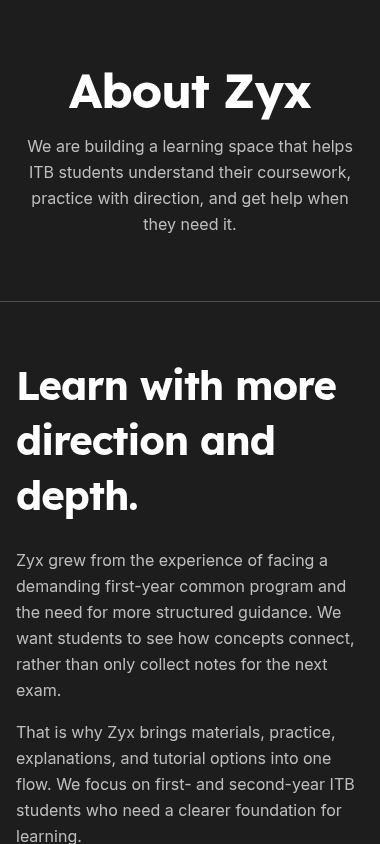 About Zyx
We are building a learning space that helps
ITB students understand their coursework,
practice with direction, and get help when
they need it.
Learn with more
direction and
depth.
Zyx grew from the experience of facing a
demanding first-year common program and
the need for more structured guidance. We
want students to see how concepts connect,
rather than only collect notes for the next
exam.
That is why Zyx brings materials, practice,
explanations, and tutorial options into one
flow. We focus on first- and second-year ITB
students who need a clearer foundation for
learning.